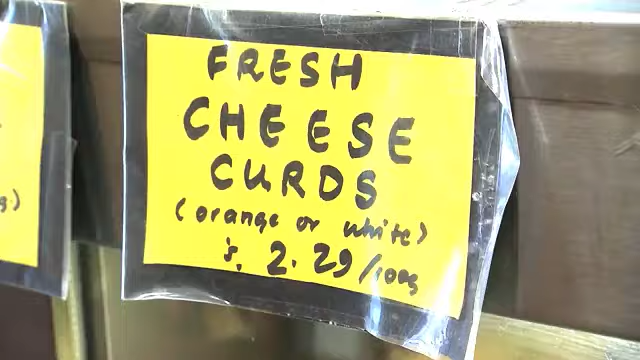 FRESH
CHEESE
CURDS
(orange or white)
2.29/100g